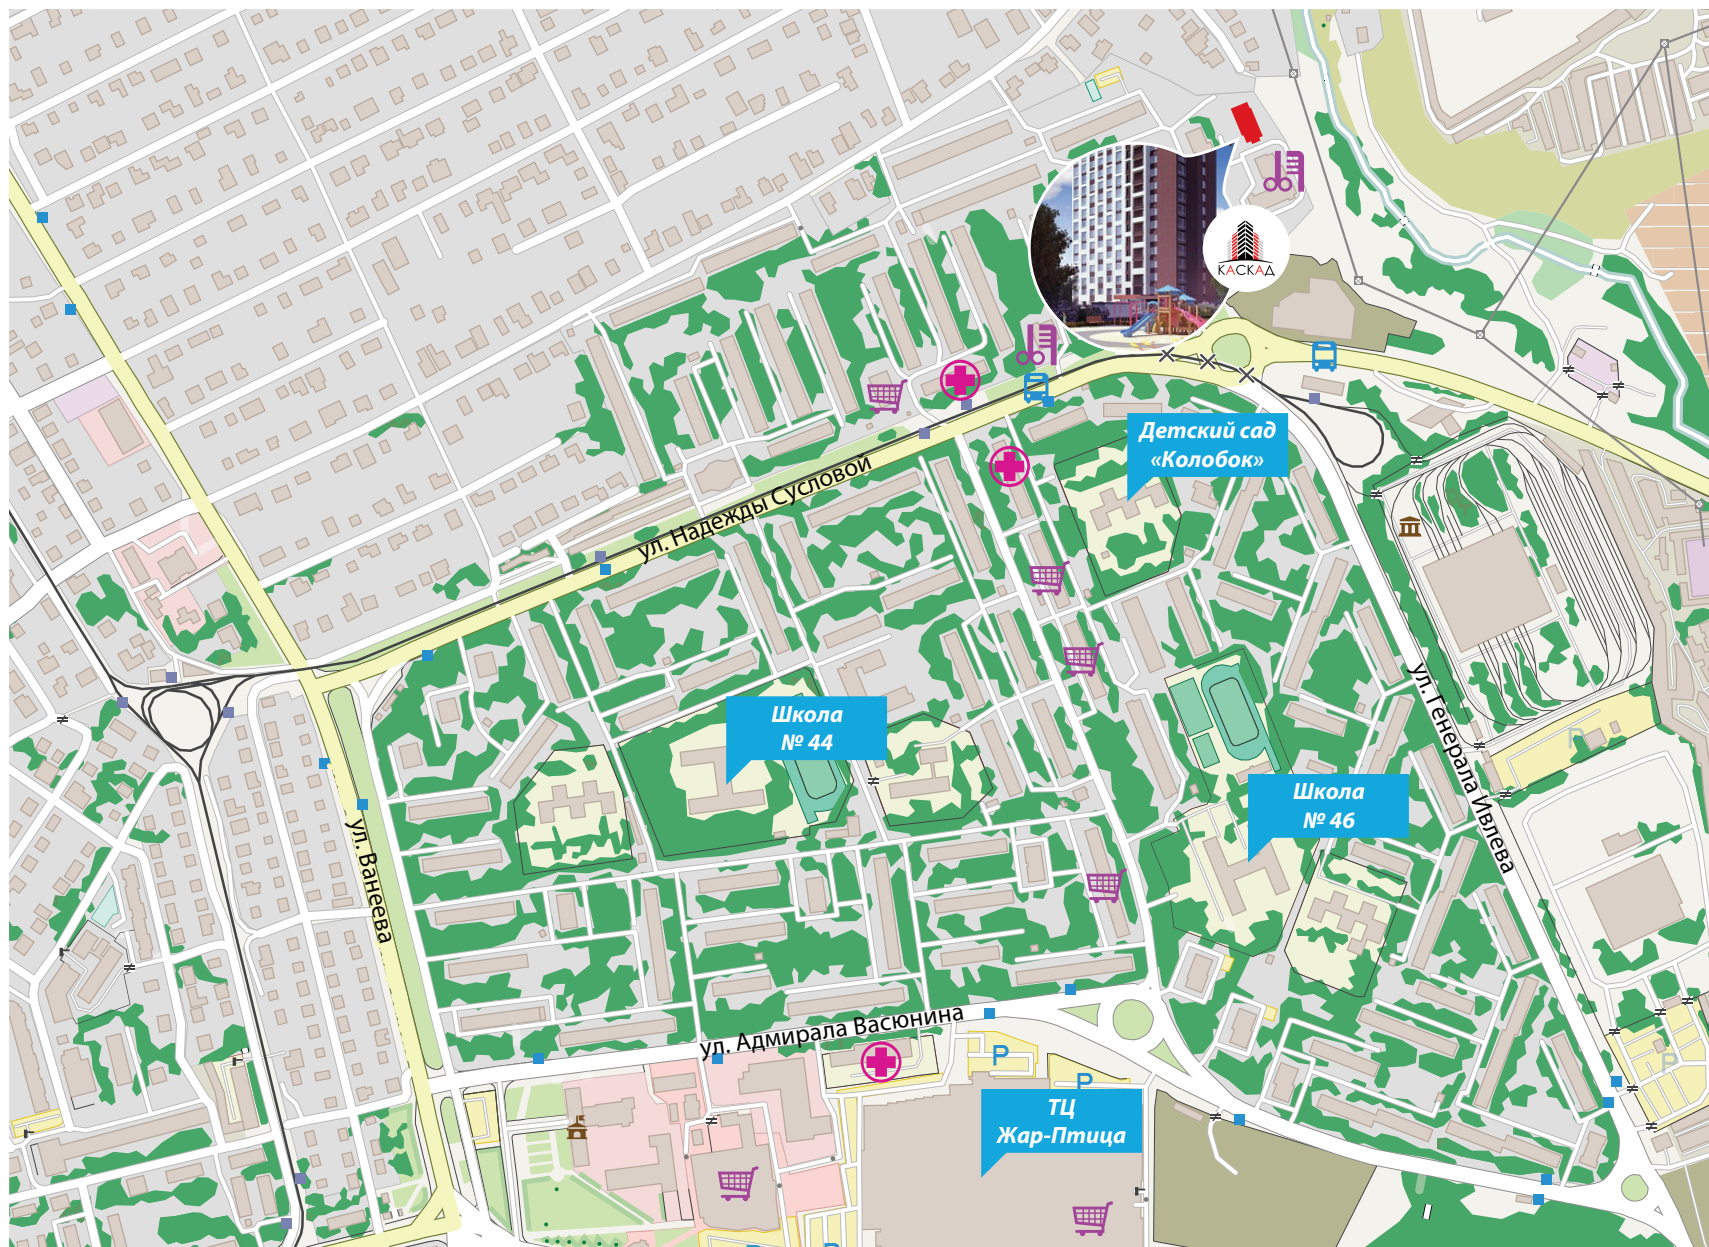 КАСКАД
Детский сад
«Колобок»
ул. Надежды Сусловой
Школа
№ 44
ул. Генерала Ивлева
Школа
№ 46
ул. Ванеева
ул. Адмирала Васюнина
P
P
P
P
ТЦ
Жар-Птица